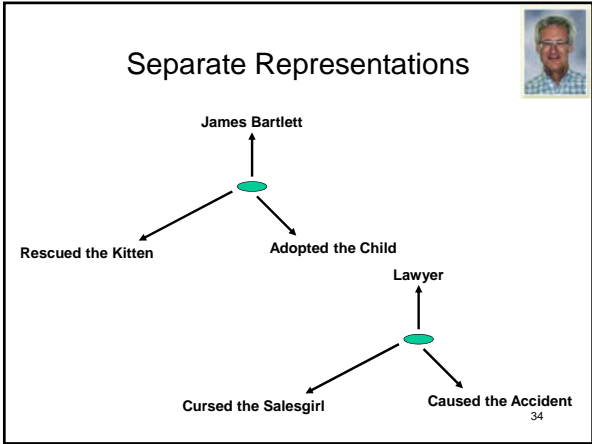 Separate Representations
James Bartlett
Rescued the Kitten
Adopted the Child
Lawyer
Cursed the Salesgirl
Caused the Accident
34